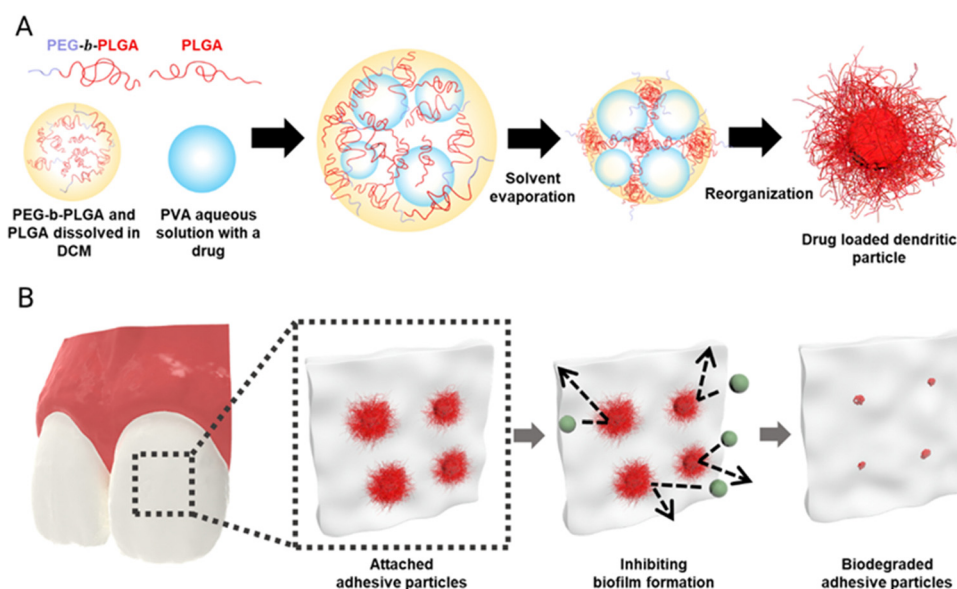 A
PEG-b-PLGA PLGA
PEG-b-PLGA and
PLGA dissolved in
DCM
PVA aqueous
solution with a
drug
Solvent
evaporation
Reorganization
Drug loaded dendritic
particle
B
Attached
adhesive particles
Inhibiting
biofilm formation
Biodegraded
adhesive particles